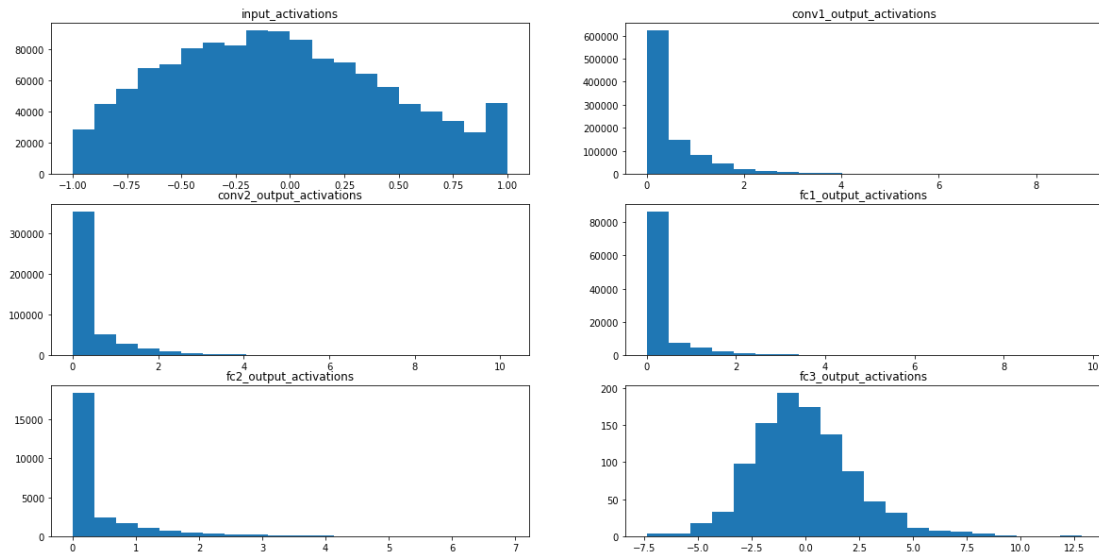 input_activations
80000
60000
40000
20000
0
−1.00 −0.75 −0.50 −0.25 0.00 0.25 0.50 0.75 1.00
conv1_output_activations
600000
500000
400000
300000
200000
100000
0
0 2 4 6 8
conv2_output_activations
300000
200000
100000
0
0 2 4 6 8 10
fc1_output_activations
80000
60000
40000
20000
0
0 2 4 6 8 10
fc2_output_activations
15000
10000
5000
0
0 1 2 3 4 5 6 7
fc3_output_activations
200
150
100
50
0
−7.5 −5.0 −2.5 0.0 2.5 5.0 7.5 10.0 12.5